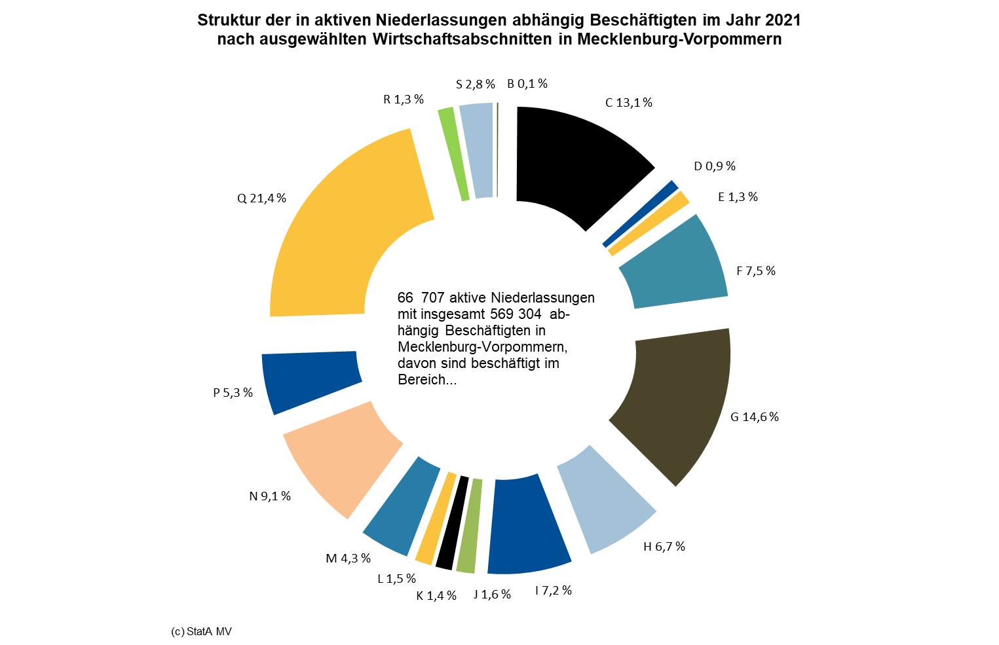 Struktur der in aktiven Niederlassungen abhängig Beschäftigten im Jahr 2021
nach ausgewählten Wirtschaftsabschnitten in Mecklenburg-Vorpommern
S 2,8 %
B 0,1 %
R 1,3 %
C 13,1 %
D 0,9 %
E 1,3 %
Q 21,4 %
F 7,5 %
66  707 aktive Niederlassungen
mit insgesamt 569 304  ab-
hängig Beschäftigten in
Mecklenburg-Vorpommern,
davon sind beschäftigt im
Bereich...
P 5,3 %
G 14,6 %
N 9,1 %
H 6,7 %
M 4,3 %
L 1,5 %
K 1,4 %
J 1,6 %
I 7,2 %
(c) StatA MV